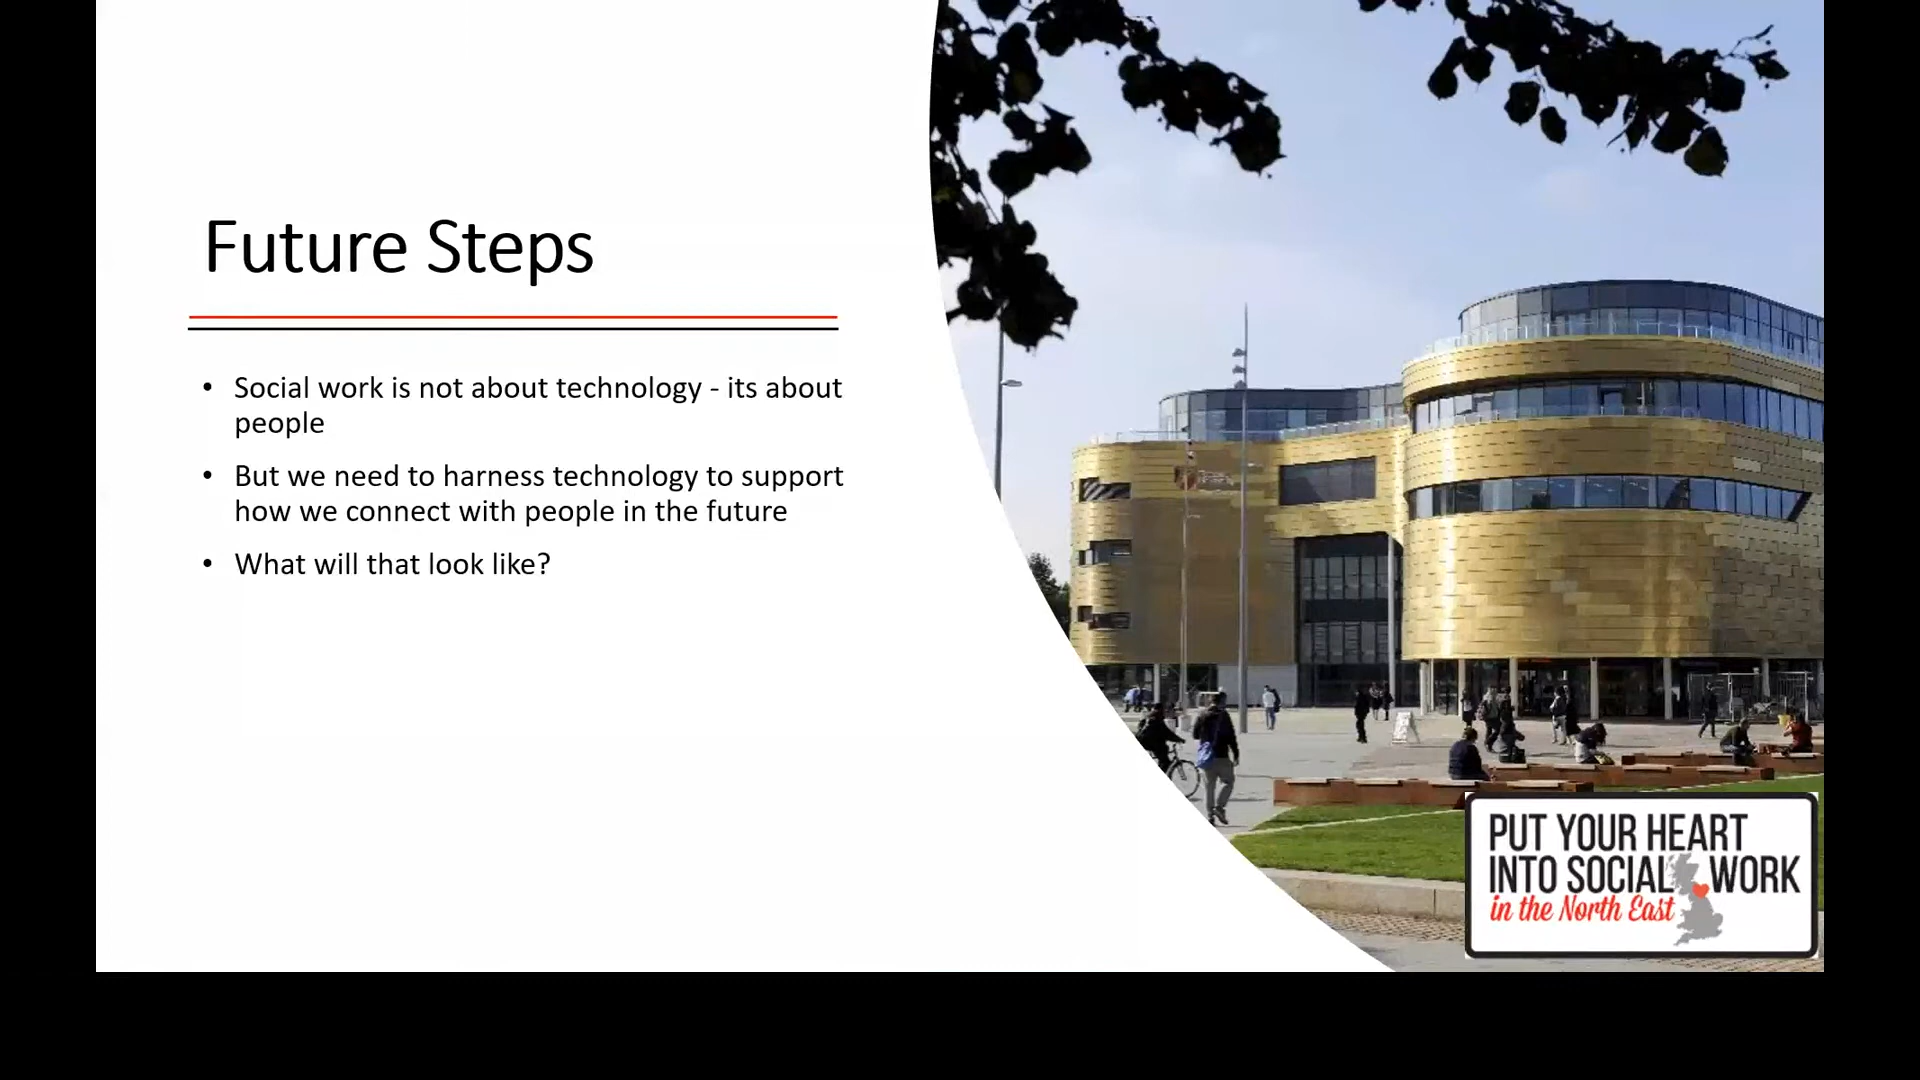 Future Steps
• Social work is not about technology - its about
people
• But we need to harness technology to support
how we connect with people in the future
• What will that look like?
PUT YOUR HEART
INTO SOCIAL WORK
in the North East